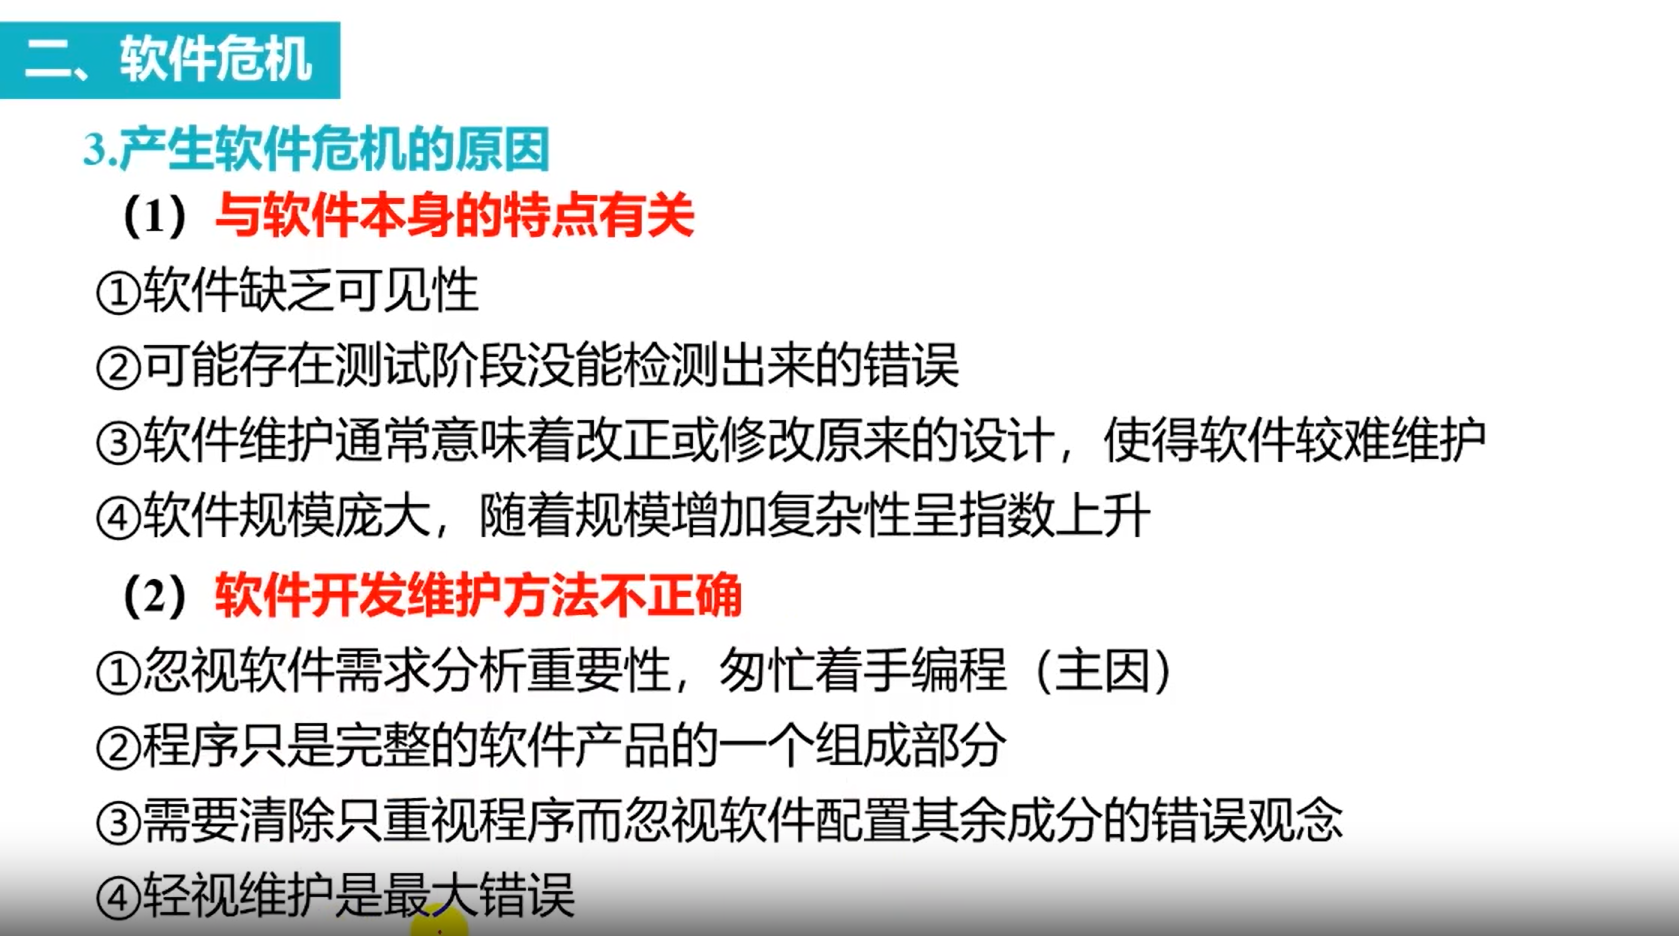 二、软件危机
3.产生软件危机的原因
（1）与软件本身的特点有关
①软件缺乏可见性
②可能存在测试阶段没能检测出来的错误
③软件维护通常意味着改正或修改原来的设计，使得软件较难维护
④软件规模庞大，随着规模增加复杂性呈指数上升
（2）软件开发维护方法不正确
①忽视软件需求分析重要性，匆忙着手编程（主因）
②程序只是完整的软件产品的一个组成部分
③需要清除只重视程序而忽视软件配置其余成分的错误观念
④轻视维护是最大错误